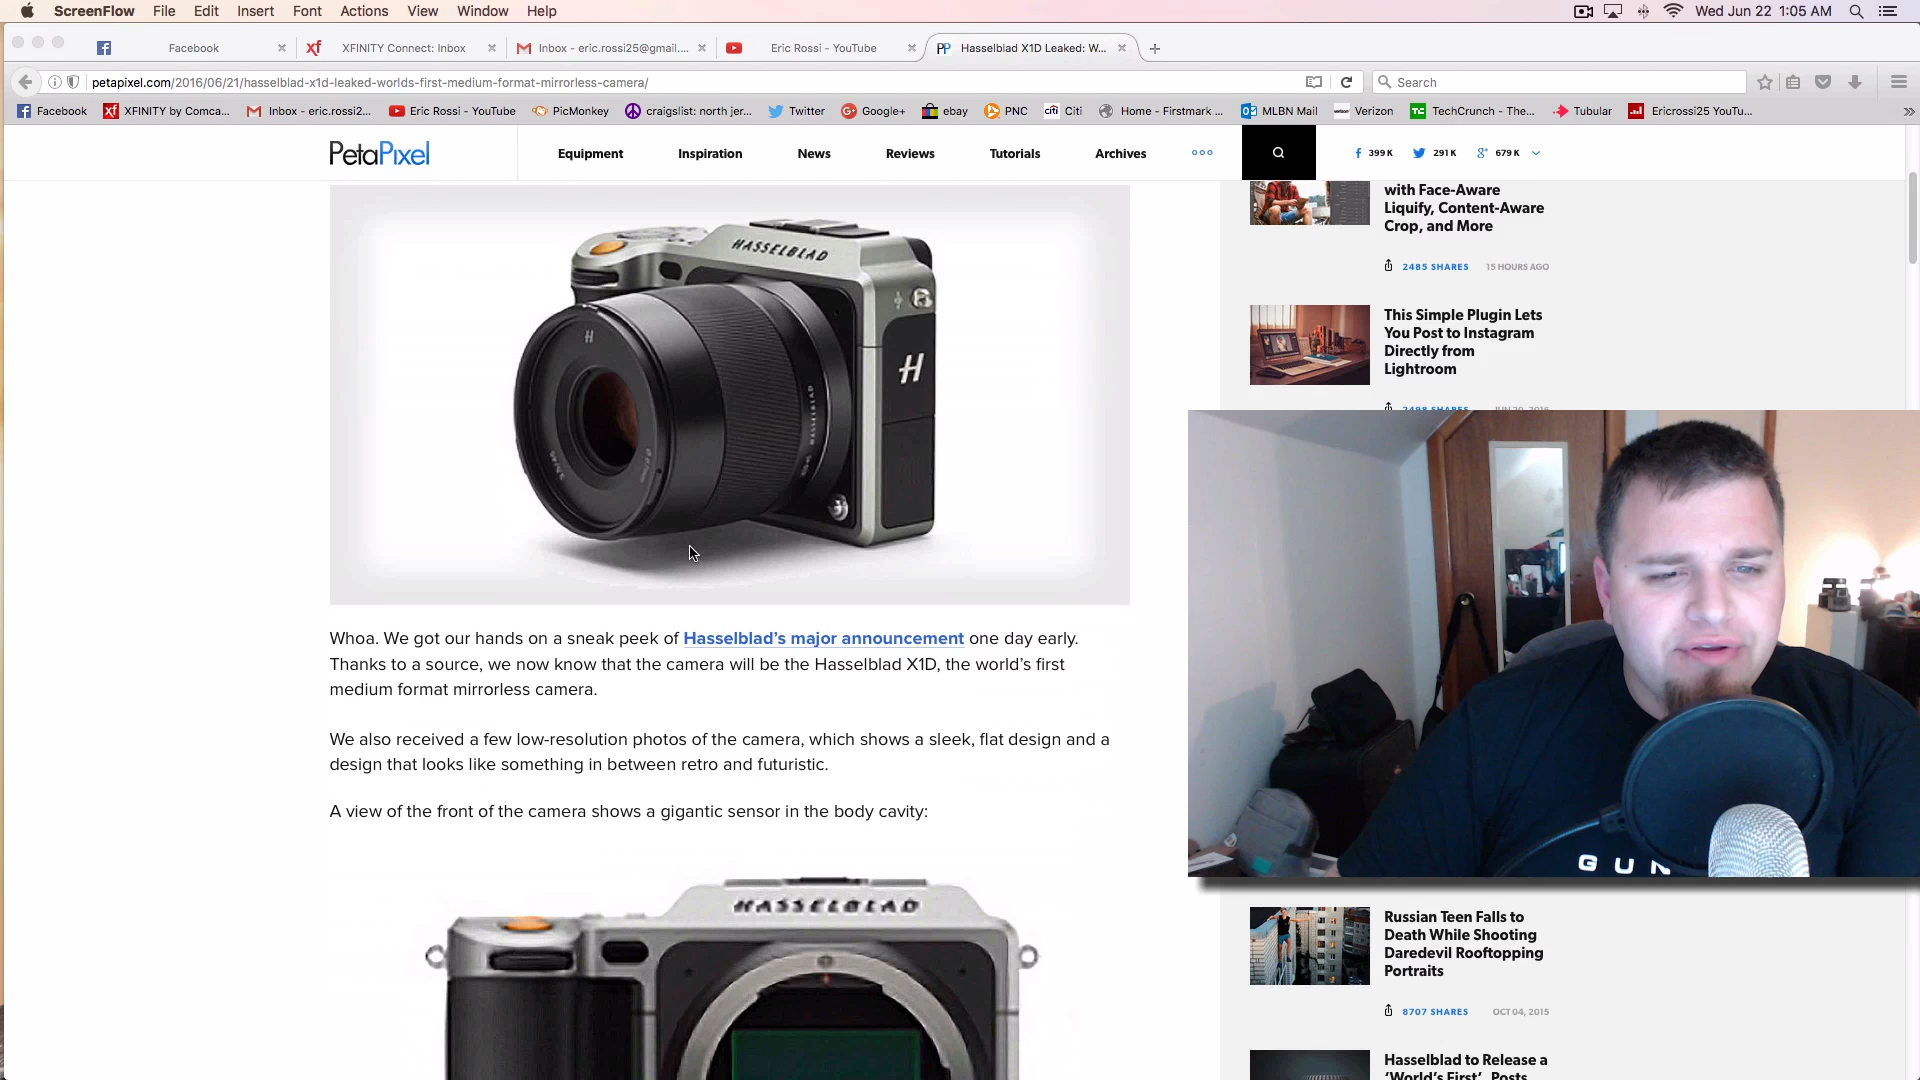 ScreenFlow File Edit Insert Font Actions View Window Help Wed Jun 22 1:05 AM
Facebook XFINITY Connect: Inbox Inbox - eric.rossi25@gmail.... Eric Rossi - YouTube Hasselblad X1D Leaked: W...
petapixel.com/2016/06/21/hasselblad-x1d-leaked-worlds-first-medium-format-mirrorless-camera/ Search
Facebook XFINITY by Comca... Inbox - eric.rossi2... Eric Rossi - YouTube PicMonkey craigslist: north jer... Twitter Google+ ebay PNC Citi Home - Firstmark ... MLBN Mail Verizon TechCrunch - The... Tubular Ericrossi25 YouTu...
PetaPixel Equipment Inspiration News Reviews Tutorials Archives 399K 291K 679K
HASSELBLAD
H
H
HASSELBLAD
with Face-Aware
Liquify, Content-Aware
Crop, and More
2485 SHARES 15 HOURS AGO
This Simple Plugin Lets
You Post to Instagram
Directly from
Lightroom
2498 SHARES JUN 20, 2016
Whoa. We got our hands on a sneak peek of Hasselblad's major announcement one day early.
Thanks to a source, we now know that the camera will be the Hasselblad X1D, the world's first
medium format mirrorless camera.
We also received a few low-resolution photos of the camera, which shows a sleek, flat design and a
design that looks like something in between retro and futuristic.
A view of the front of the camera shows a gigantic sensor in the body cavity:
HASSELBLAD
GUN
Russian Teen Falls to
Death While Shooting
Daredevil Rooftopping
Portraits
8707 SHARES OCT 04, 2015
Hasselblad to Release a
'World's First', Posts